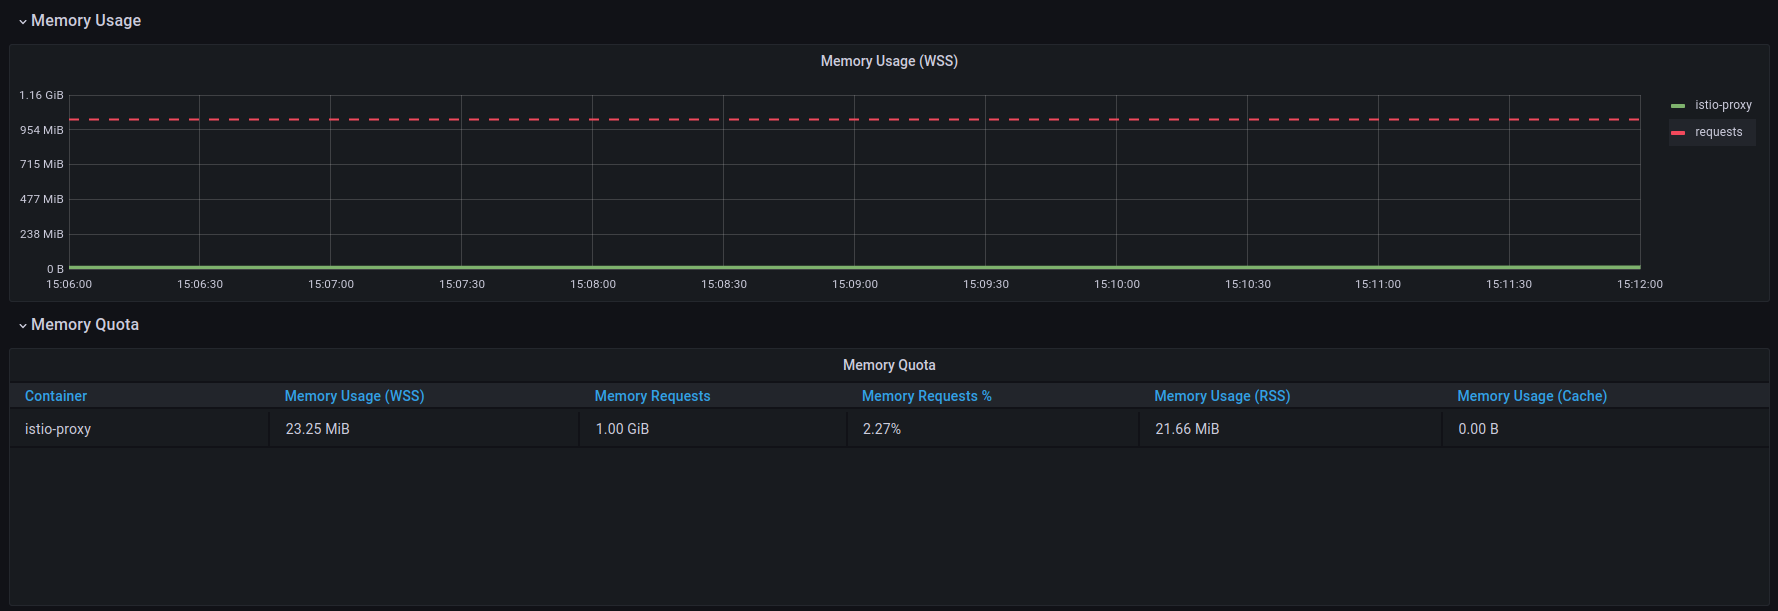 Memory Usage
Memory Usage (WSS)
1.16 GiB
954 MiB
715 MiB
477 MiB
238 MiB
0 B
15:06:00 15:06:30 15:07:00 15:07:30 15:08:00 15:08:30 15:09:00 15:09:30 15:10:00 15:10:30 15:11:00 15:11:30 15:12:00
istio-proxy
requests
Memory Quota
Memory Quota
Container Memory Usage (WSS) Memory Requests Memory Requests % Memory Usage (RSS) Memory Usage (Cache)
istio-proxy 23.25 MiB 1.00 GiB 2.27% 21.66 MiB 0.00 B